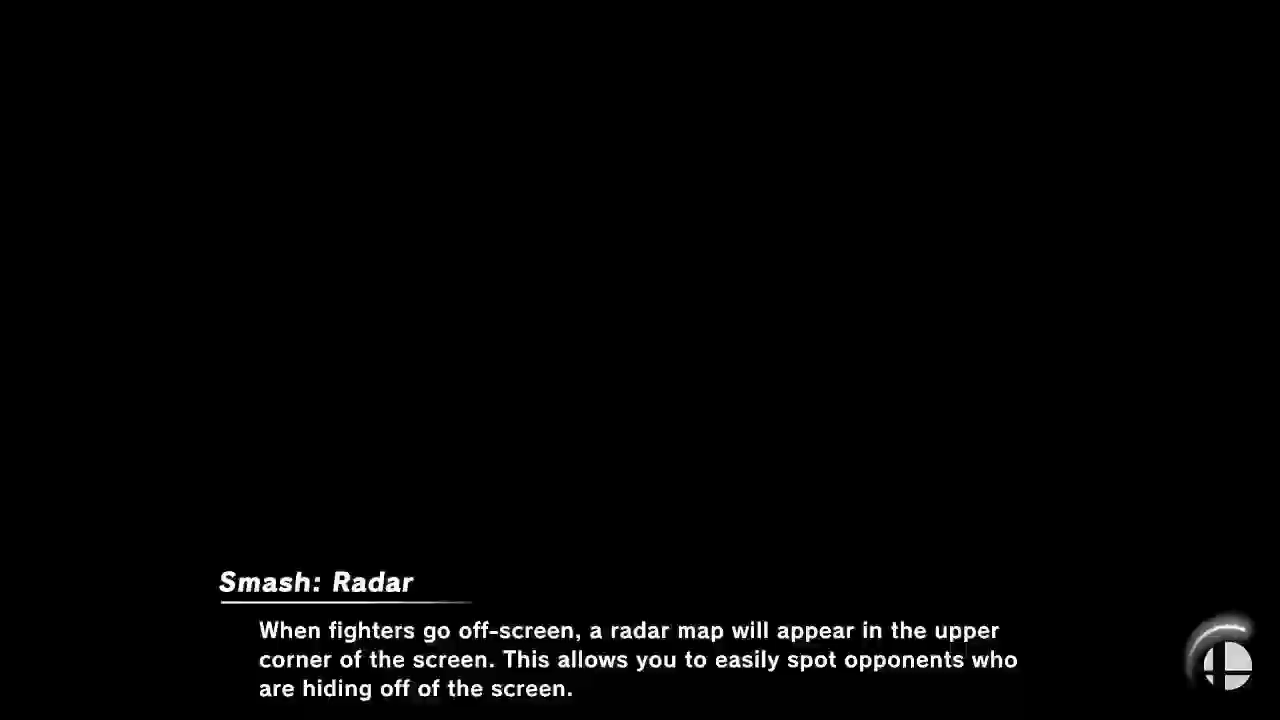 Smash: Radar
When fighters go off-screen, a radar map will appear in the upper
corner of the screen. This allows you to easily spot opponents who
are hiding off of the screen.